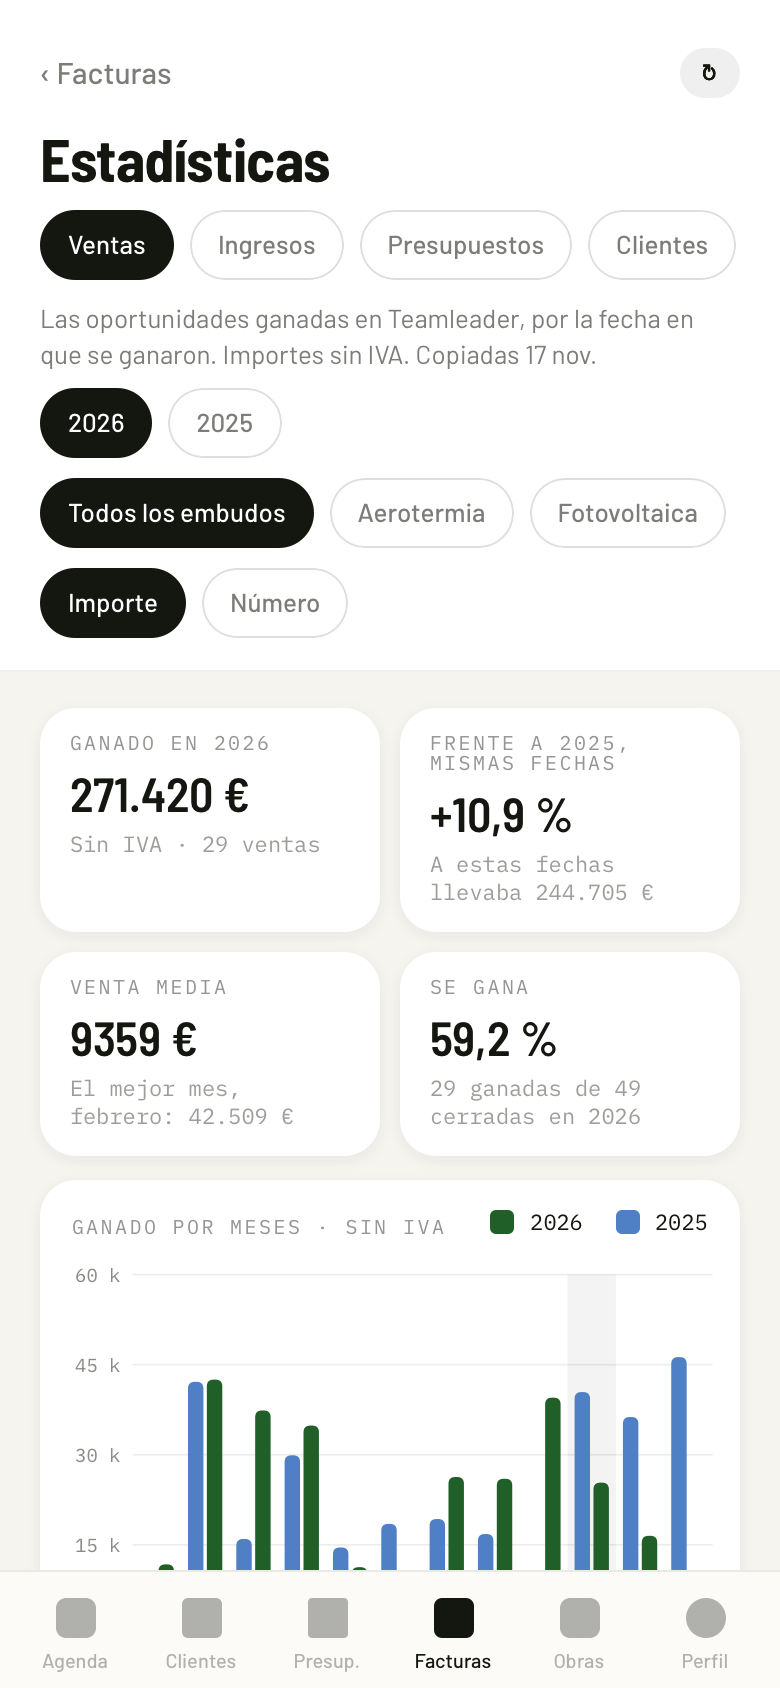 ‹ Facturas
↻
Estadísticas
Ventas
Ingresos
Presupuestos
Clientes
Las oportunidades ganadas en Teamleader, por la fecha en
que se ganaron. Importes sin IVA. Copiadas 17 nov.
2026
2025
Todos los embudos
Aerotermia
Fotovoltaica
Importe
Número
GANADO EN 2026
271.420 €
Sin IVA · 29 ventas
FRENTE A 2025,
MISMAS FECHAS
+10,9 %
A estas fechas
llevaba 244.705 €
VENTA MEDIA
9359 €
El mejor mes,
febrero: 42.509 €
SE GANA
59,2 %
29 ganadas de 49
cerradas en 2026
GANADO POR MESES · SIN IVA
2026
2025
60 k
45 k
30 k
15 k
Agenda
Clientes
Presup.
Facturas
Obras
Perfil